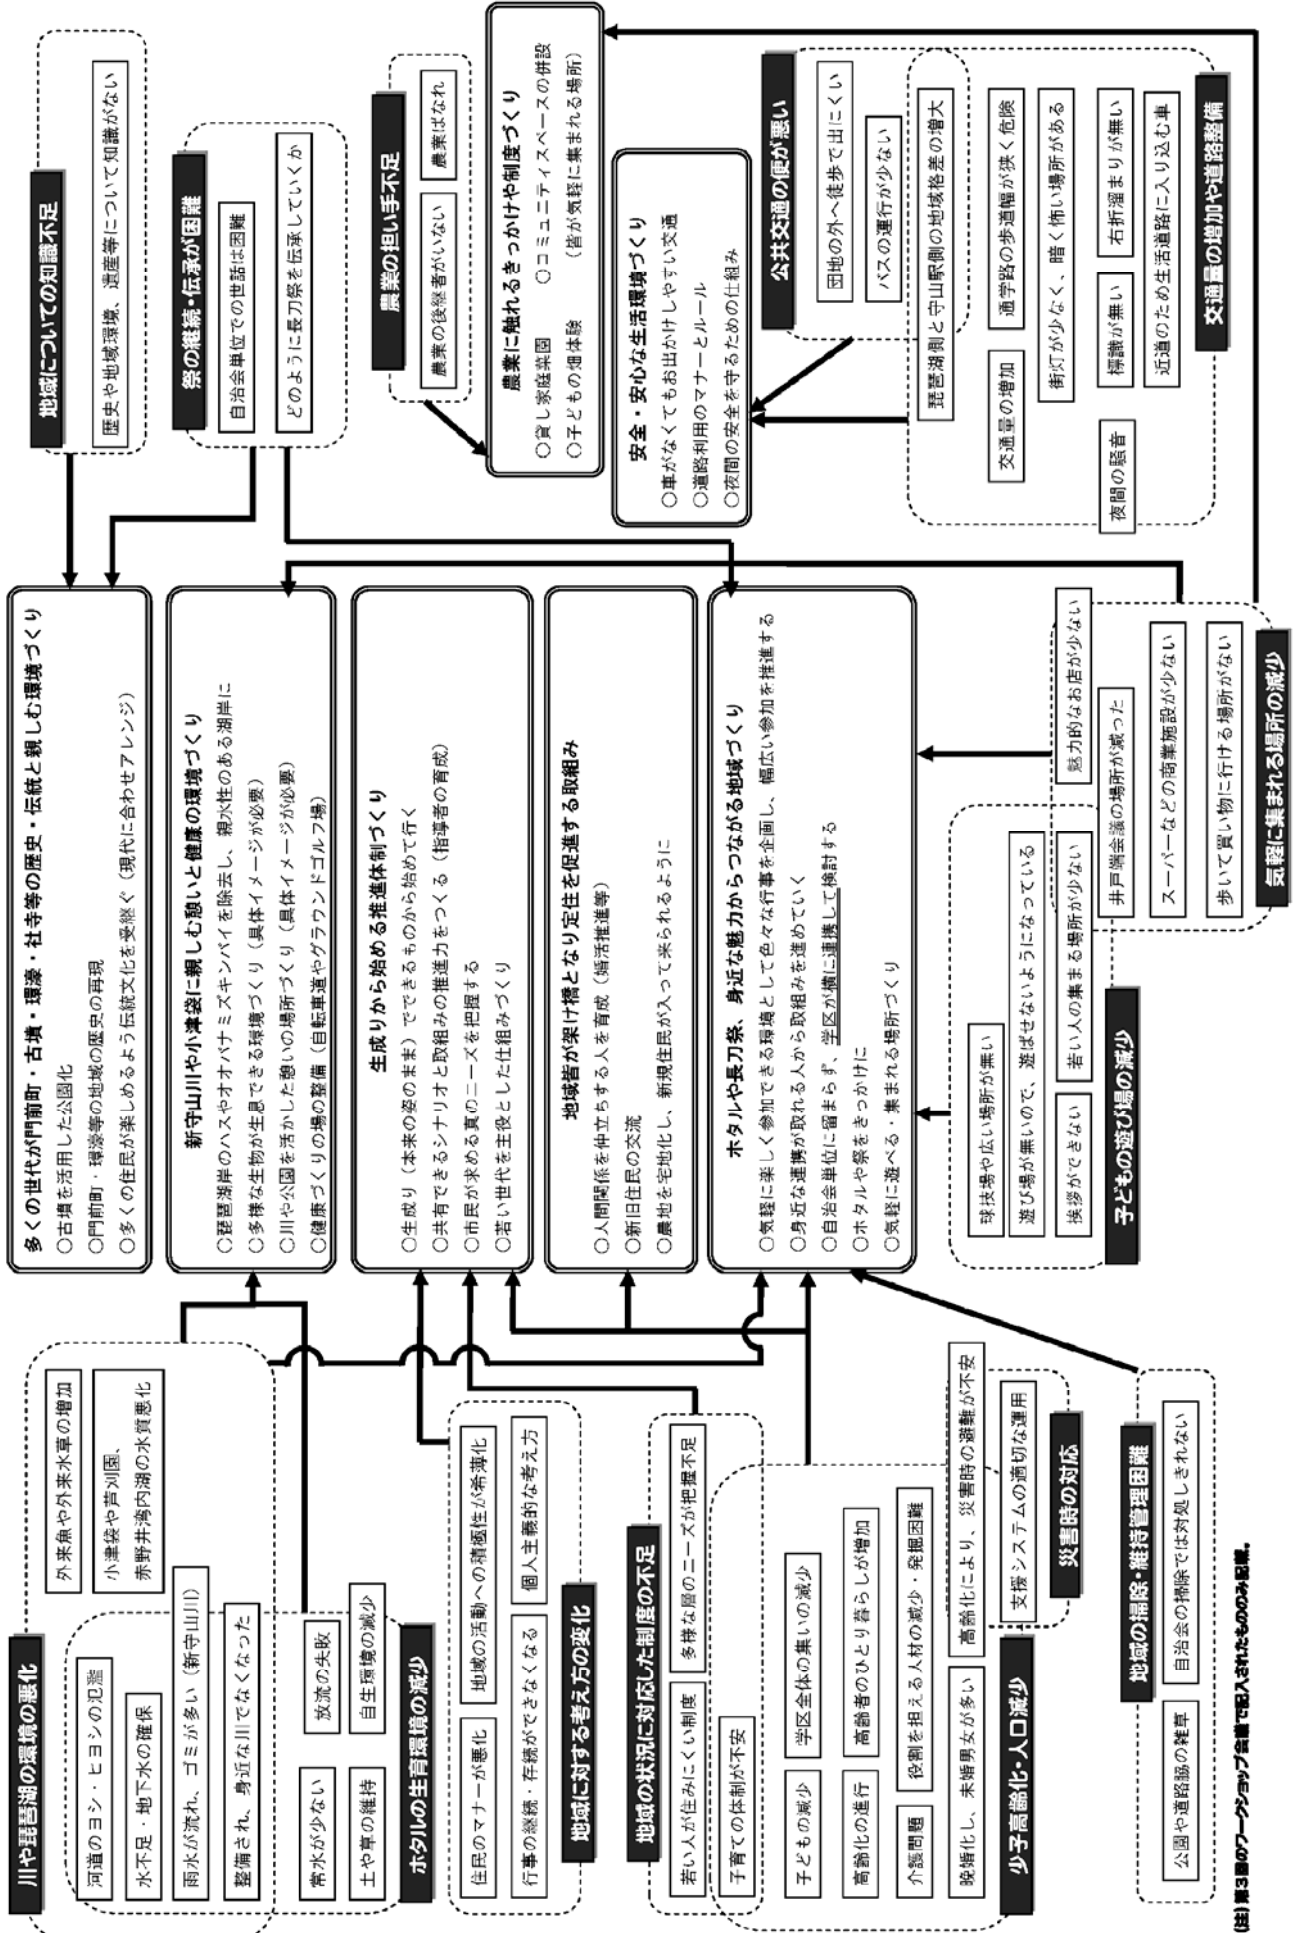 川や琵琶湖の環境の悪化
外来魚や外来水草の増加
小津袋や芦刈園、
赤野井湾内湖の水質悪化
河道のヨシ・ヒヨシの氾濫
水不足・地下水の確保
雨水が流れ、ゴミが多い（新守山川）
整備され、身近な川でなくなった
常水が少ない
放流の失敗
土や草の維持
自生環境の減少
ホタルの生育環境の減少
住民のマナーが悪化
地域の活動への積極性が希薄化
行事の継続・存続ができなくなる
個人主義的な考え方
地域に対する考え方の変化
地域の状況に対応した制度の不足
若い人が住みにくい制度
多様な層のニーズが把握不足
子育ての体制が不安
子どもの減少
学区全体の集いの減少
高齢化の進行
高齢者のひとり暮らしが増加
介護問題
役割を担える人材の減少・発掘困難
晩婚化し、未婚男女が多い
高齢化により、災害時の避難が不安
少子高齢化・人口減少
支援システムの適切な運用
災害時の対応
地域の掃除・維持管理困難
公園や道路脇の雑草
自治会の掃除では対処しきれない
(注)第3回のワークショップ会議で記入されたもののみ記載。
多くの世代が門前町・古墳・環濠・社寺等の歴史・伝統と親しむ環境づくり
○古墳を活用した公園化
○門前町・環濠等の地域の歴史の再現
○多くの住民が楽しめるよう伝統文化を受継ぐ（現代に合わせアレンジ）
新守山川や小津袋に親しむ憩いと健康の環境づくり
○琵琶湖岸のハスやオオバナミズキンバイを除去し、親水性のある湖岸に
○多様な生物が生息できる環境づくり（具体イメージが必要）
○川や公園を活かした憩いの場所づくり（具体イメージが必要）
○健康づくりの場の整備（自転車道やグラウンドゴルフ場）
生成りから始める推進体制づくり
○生成り（本来の姿のまま）でできるものから始めて行く
○共有できるシナリオと取組みの推進力をつくる（指導者の育成）
○市民が求める真のニーズを把握する
○若い世代を主役とした仕組みづくり
地域皆が架け橋となり定住を促進する取組み
○人間関係を仲立ちする人を育成（婚活推進等）
○新旧住民の交流
○農地を宅地化し、新規住民が入って来られるように
ホタルや長刀祭、身近な魅力からつながる地域づくり
○気軽に楽しく参加できる環境として色々な行事を企画し、幅広い参加を推進する
○身近な連携が取れる人から取組みを進めていく
○自治会単位に留まらず、学区が横に連携して検討する
○ホタルや祭をきっかけに
○気軽に遊べる・集まれる場所づくり
球技場や広い場所が無い
遊び場が無いので、遊ばせないようになっている
挨拶ができない
若い人の集まる場所が少ない
子どもの遊び場の減少
魅力的なお店が少ない
井戸端会議の場所が減った
スーパーなどの商業施設が少ない
歩いて買い物に行ける場所がない
気軽に集まれる場所の減少
地域についての知識不足
歴史や地域環境、遺産等について知識がない
祭の継続・伝承が困難
自治会単位での世話は困難
どのように長刀祭を伝承していくか
農業の担い手不足
農業の後継者がいない
農業ばなれ
農業に触れるきっかけや制度づくり
○貸し家庭菜園
○コミュニティスペースの併設
○子どもの畑体験
（皆が気軽に集まれる場所）
安全・安心な生活環境づくり
○車がなくてもお出かけしやすい交通
○道路利用のマナーとルール
○夜間の安全を守るための仕組み
公共交通の便が悪い
団地の外へ徒歩で出にくい
バスの運行が少ない
琵琶湖側と守山駅側の地域格差の増大
交通量の増加
通学路の歩道幅が狭く危険
街灯が少なく、暗く怖い場所がある
夜間の騒音
標識が無い
右折溜まりが無い
近道のため生活道路に入り込む車
交通量の増加や道路整備